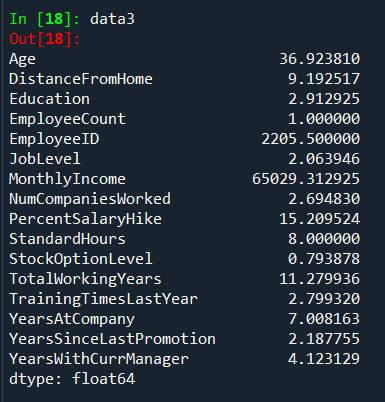 In [18]: data3
Out[18]:
Age 36.923810
DistanceFromHome 9.192517
Education 2.912925
EmployeeCount 1.000000
EmployeeID 2205.500000
JobLevel 2.063946
MonthlyIncome 65029.312925
NumCompaniesWorked 2.694830
PercentSalaryHike 15.209524
StandardHours 8.000000
StockOptionLevel 0.793878
TotalWorkingYears 11.279936
TrainingTimesLastYear 2.799320
YearsAtCompany 7.008163
YearsSinceLastPromotion 2.187755
YearsWithCurrManager 4.123129
dtype: float64